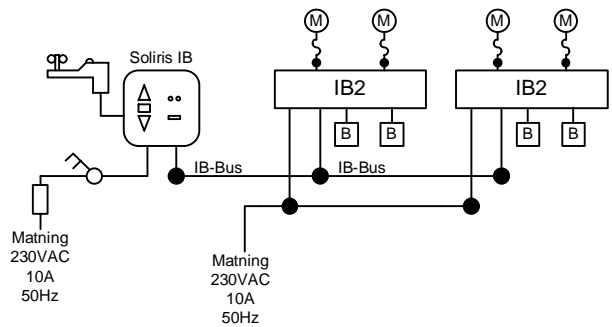 M M M M
Soliris IB
IB2 IB2
B B B B
IB-Bus IB-Bus
Matning
230VAC
10A
50Hz
Matning
230VAC
10A
50Hz